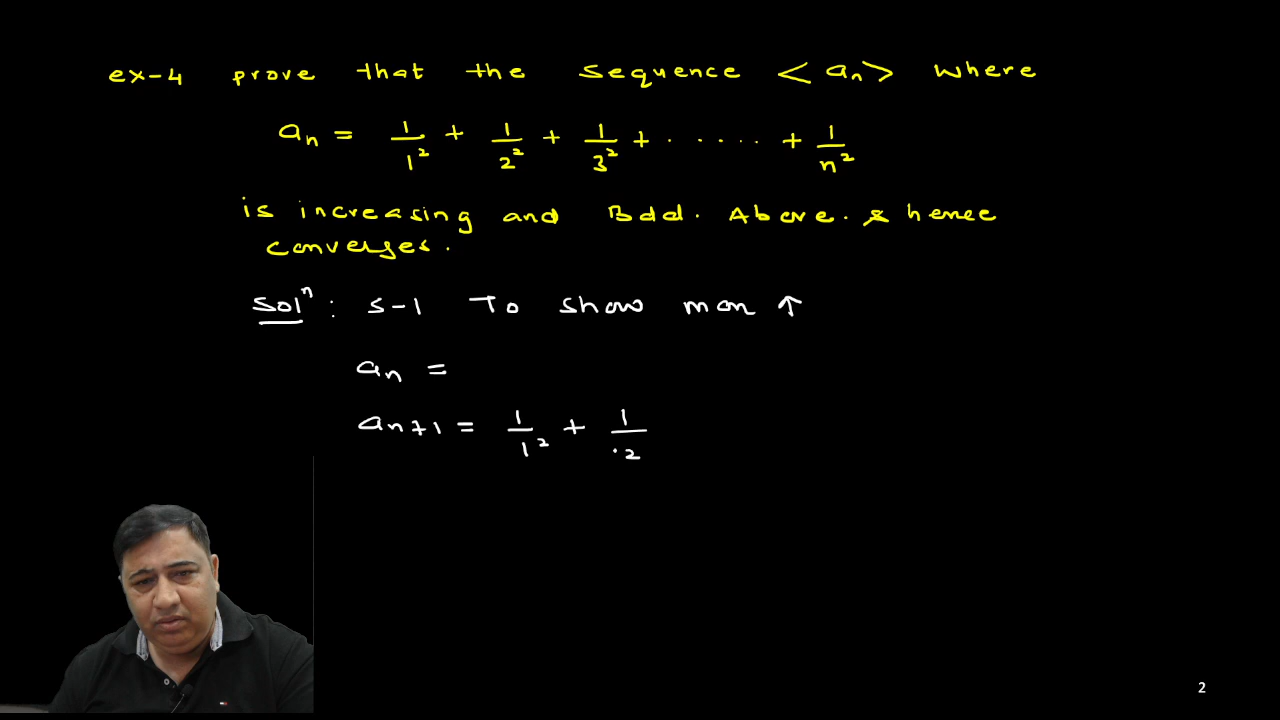 ex-4 prove that the sequence <an> where
an = 1/1² + 1/2² + 1/3² + . . . . . + 1/n²
is increasing and Bdd. Above. & hence
converges.
Solⁿ : S-1 To show mon ↑
an =
an+1 = 1/1² + 1/.2
2